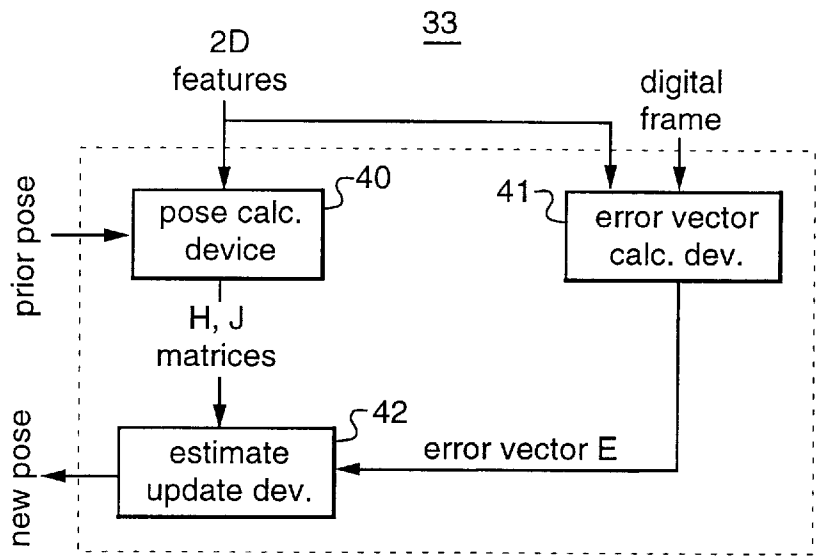 33
2D
features
digital
frame
40
41
pose calc.
device
error vector
calc. dev.
prior pose
H, J
matrices
42
estimate
update dev.
error vector E
new pose